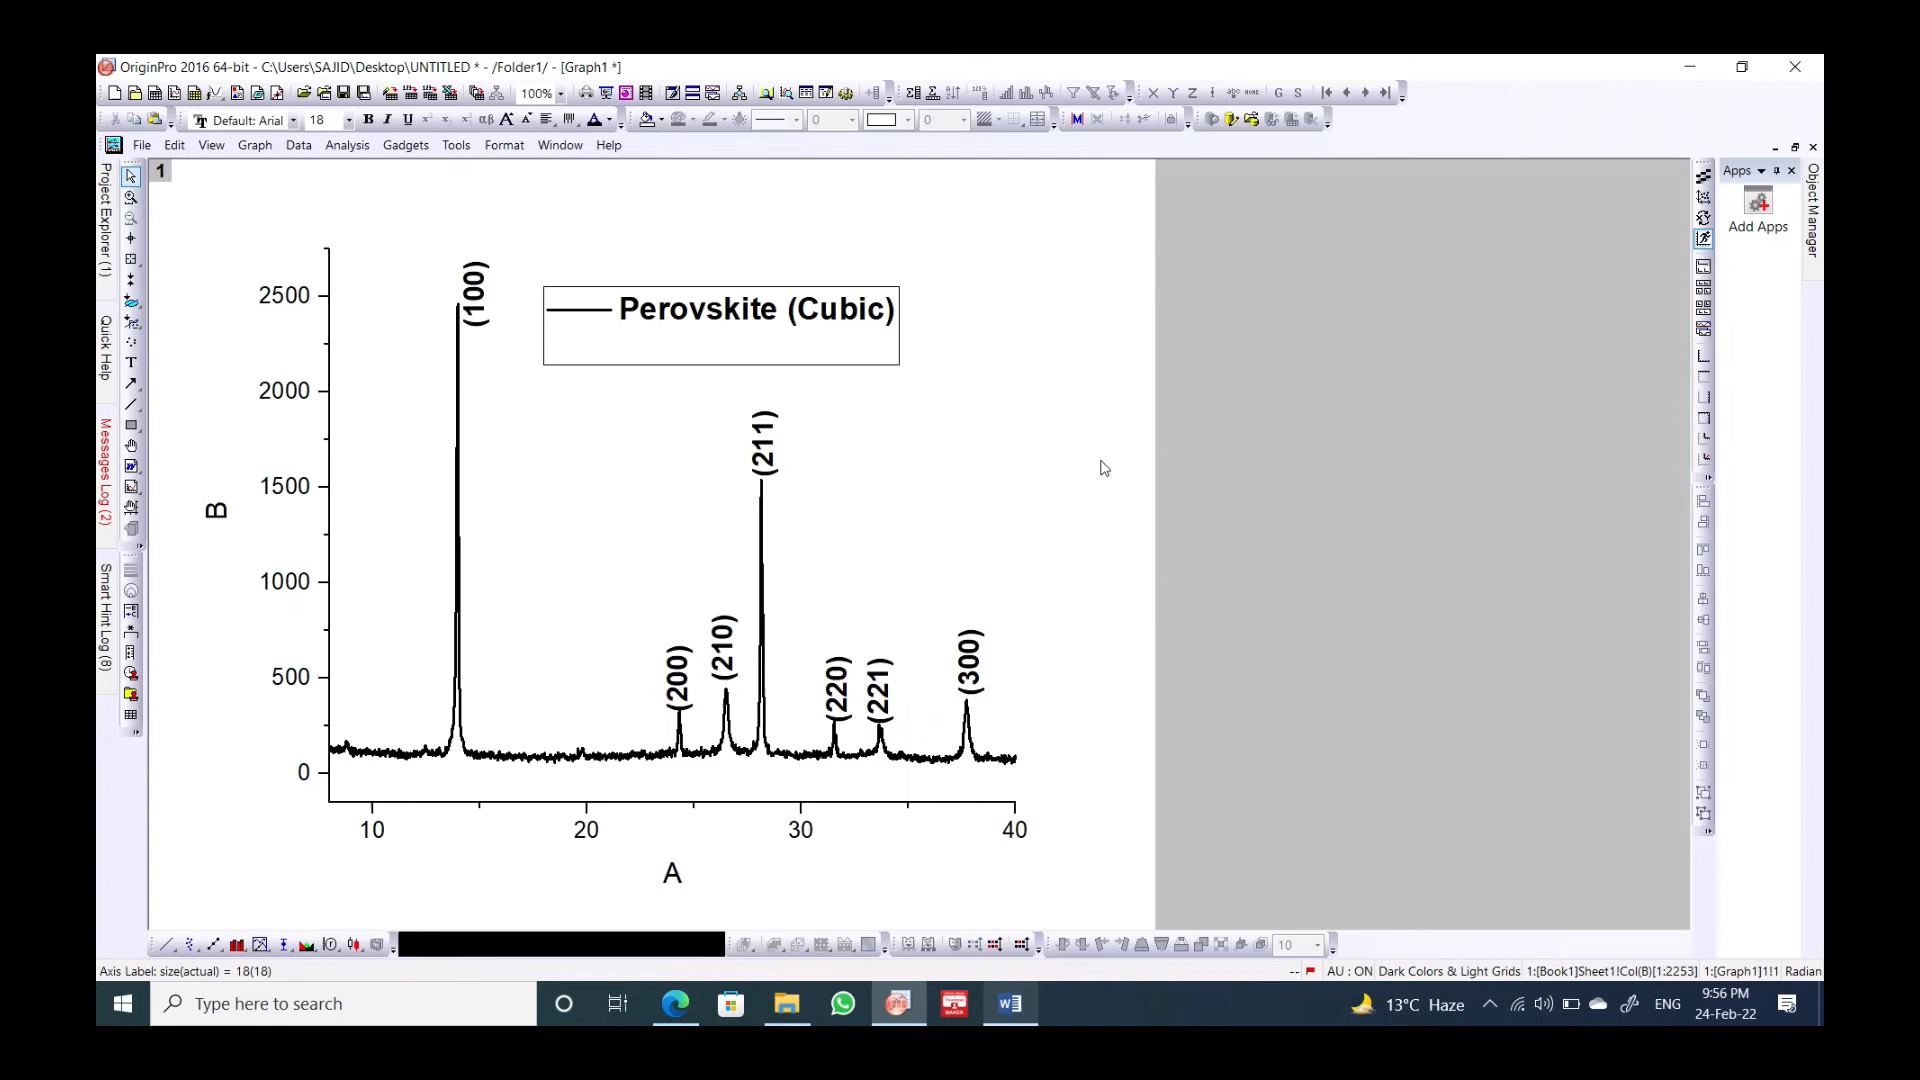 OriginPro 2016 64-bit - C:\Users\SAJID\Desktop\UNTITLED * - /Folder1/ - [Graph1 *]
100%
Default: Arial 18 B I U 0 0
File Edit View Graph Data Analysis Gadgets Tools Format Window Help
1
Project Explorer (1)
Quick Help
Messages Log (2)
Smart Hint Log (8)
Apps
Add Apps
Object Manager
(100)
Perovskite (Cubic)
(211)
(200)
(210)
(220)
(221)
(300)
2500
2000
1500
1000
500
0
B
10 20 30 40
A
10
Axis Label: size(actual) = 18(18)
-- AU : ON Dark Colors & Light Grids 1:[Book1]Sheet1!Col(B)[1:2253] 1:[Graph1]1!1 Radian
Type here to search
13°C Haze
ENG
9:56 PM
24-Feb-22